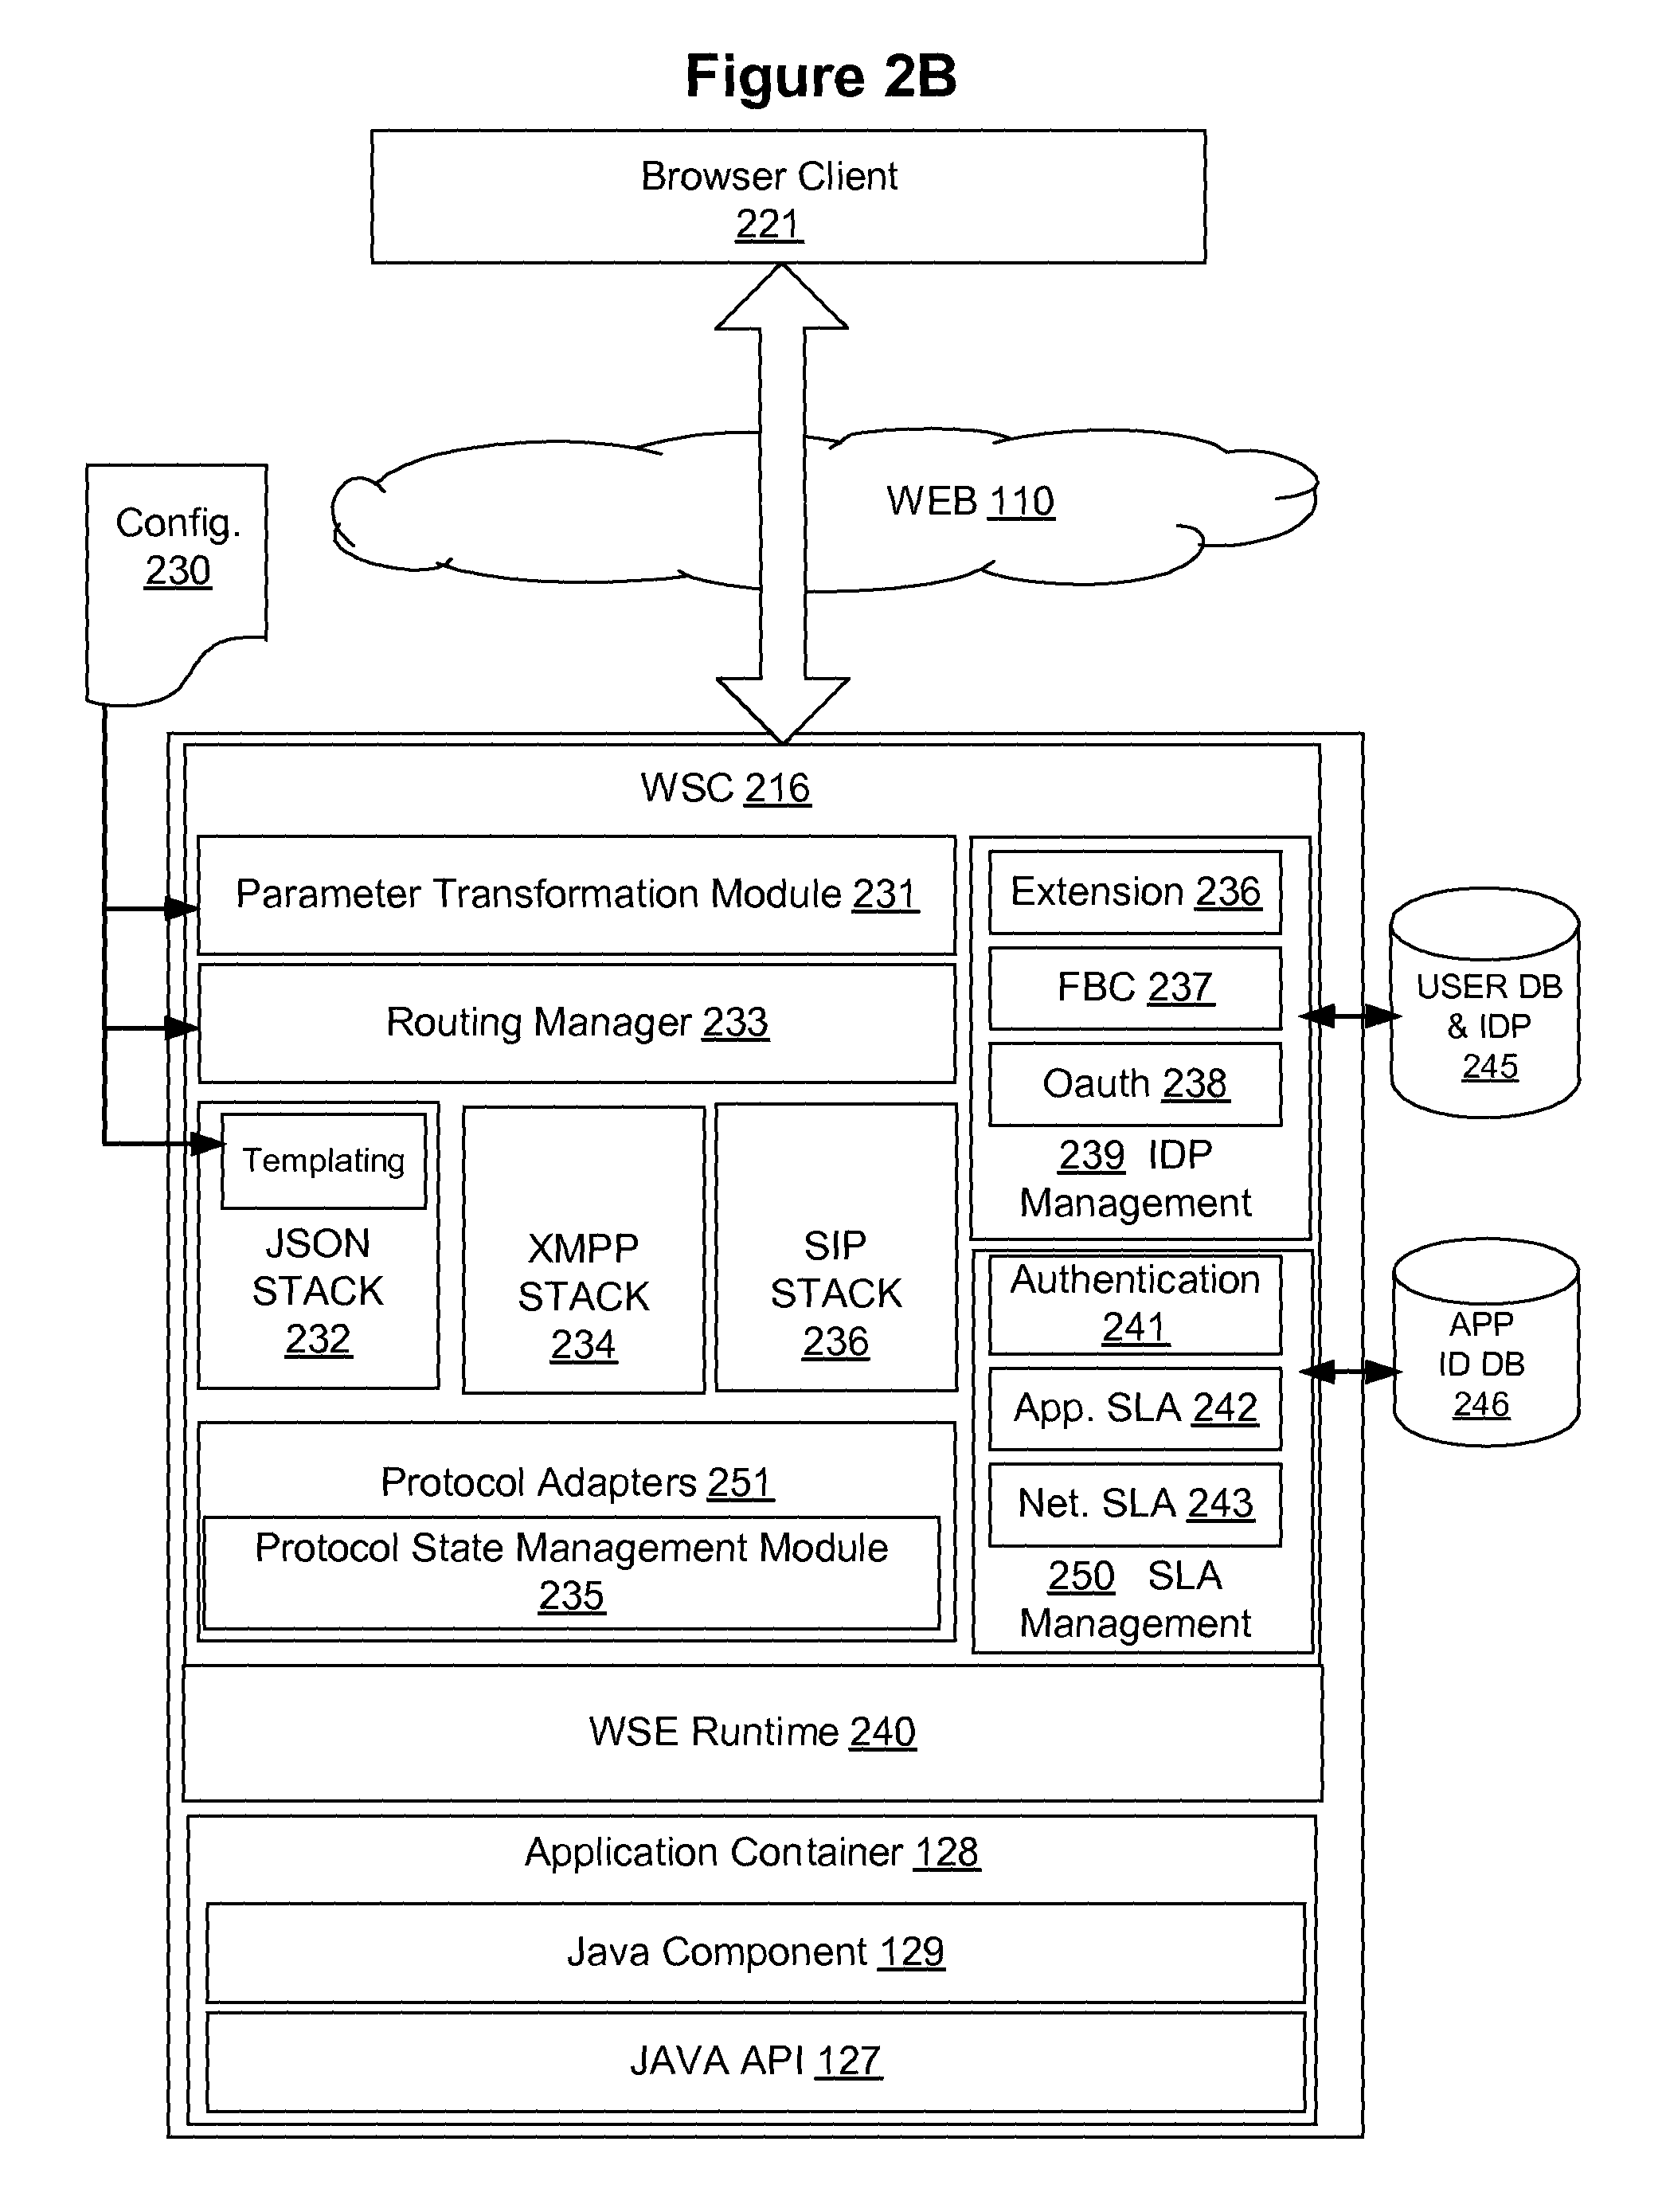 Figure 2B
Browser Client
221
WEB 110
Config.
230
WSC 216
Parameter Transformation Module 231
Routing Manager 233
Templating
JSON
STACK
232
XMPP
STACK
234
SIP
STACK
236
Protocol Adapters 251
Protocol State Management Module
235
Extension 236
FBC 237
Oauth 238
239 IDP
Management
Authentication
241
App. SLA 242
Net. SLA 243
250 SLA
Management
USER DB
& IDP
245
APP
ID DB
246
WSE Runtime 240
Application Container 128
Java Component 129
JAVA API 127